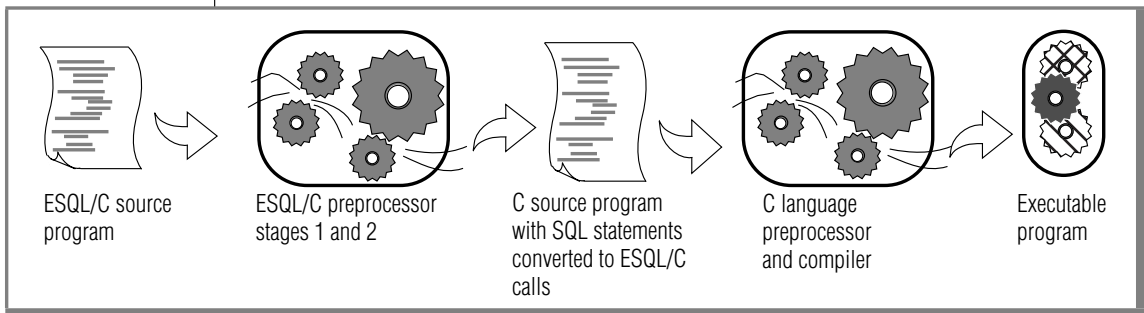 ESQL/C source
program
ESQL/C preprocessor
stages 1 and 2
C source program
with SQL statements
converted to ESQL/C
calls
C language
preprocessor
and compiler
Executable
program